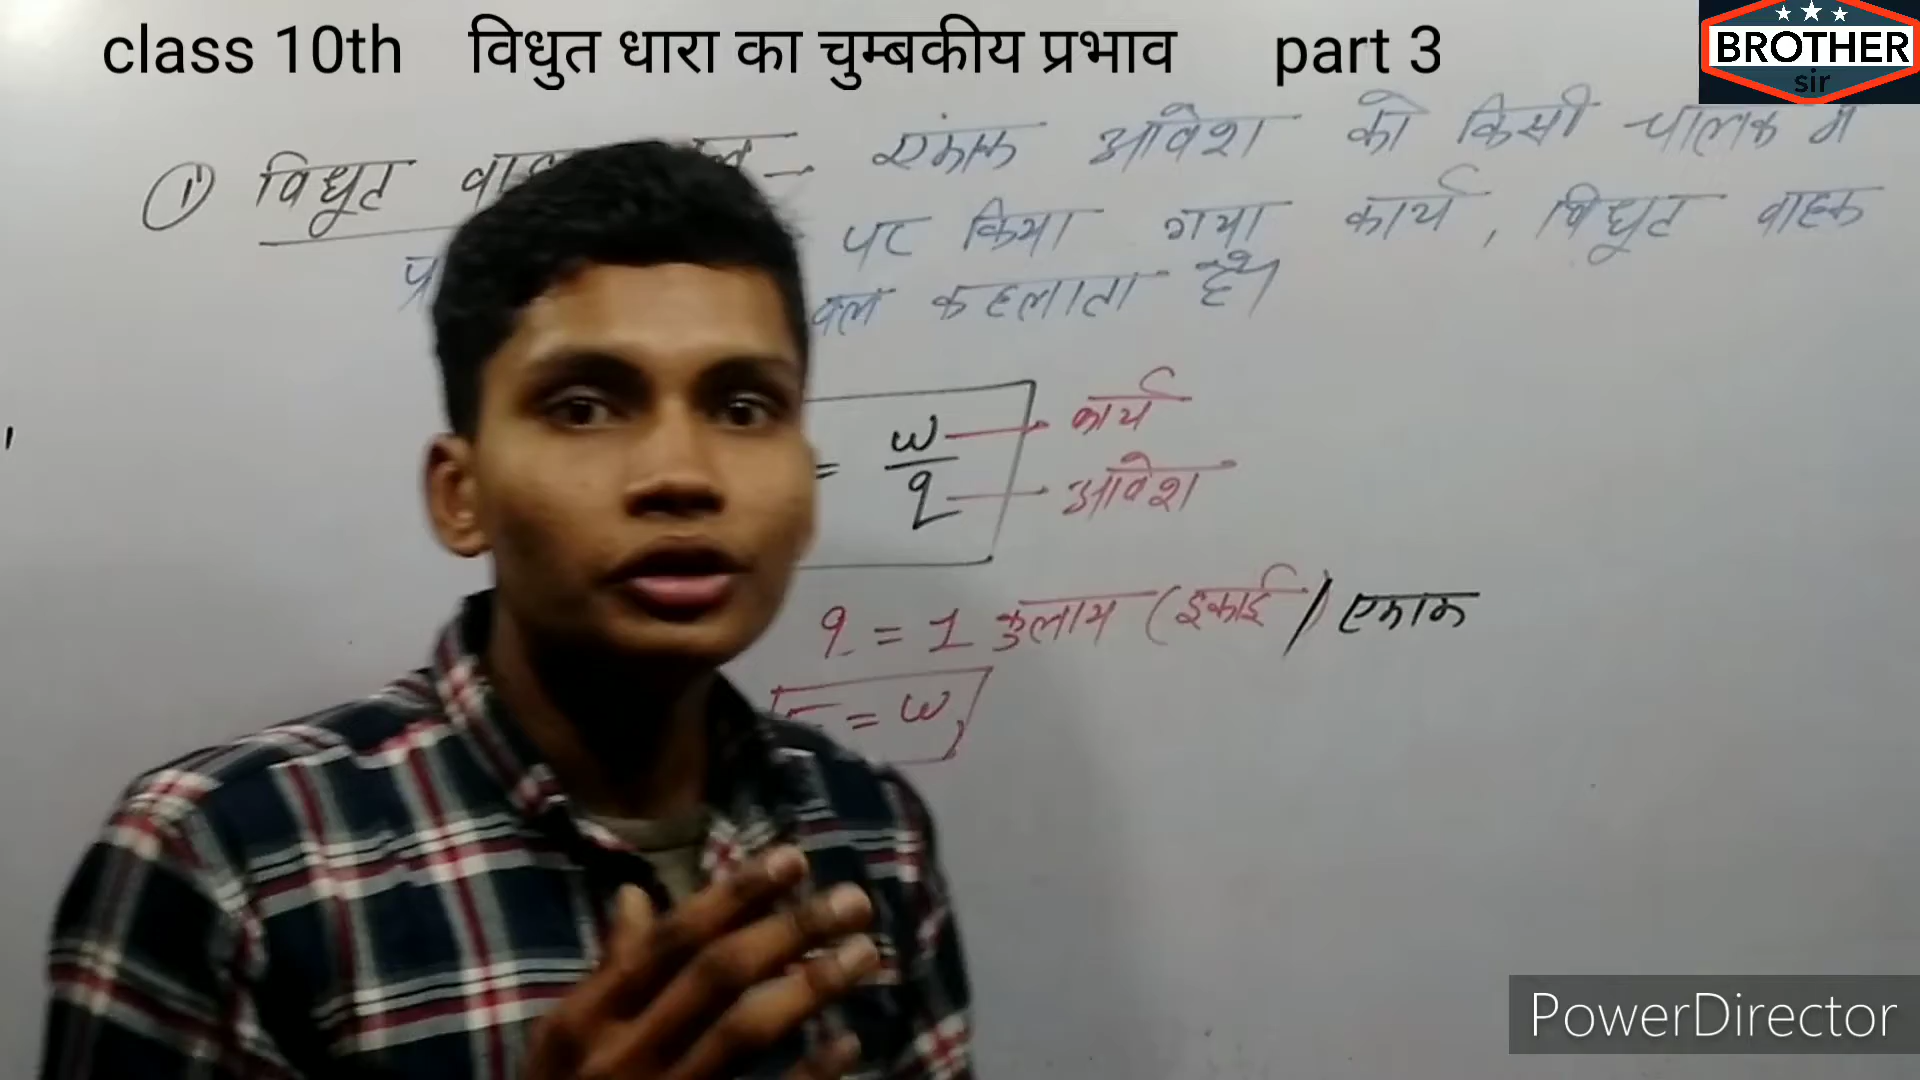 class 10th विधुत धारा का चुम्बकीय प्रभाव part 3
BROTHER
sir
① विधूट एकांक आवेश को किसी चालक में
पर किया गया कार्य, विधूट वाहक
वल कहलाता है।
= w/q
कार्य
आवेश
q = 1 कुलाम (इकाई)/एकांक
= w
PowerDirector